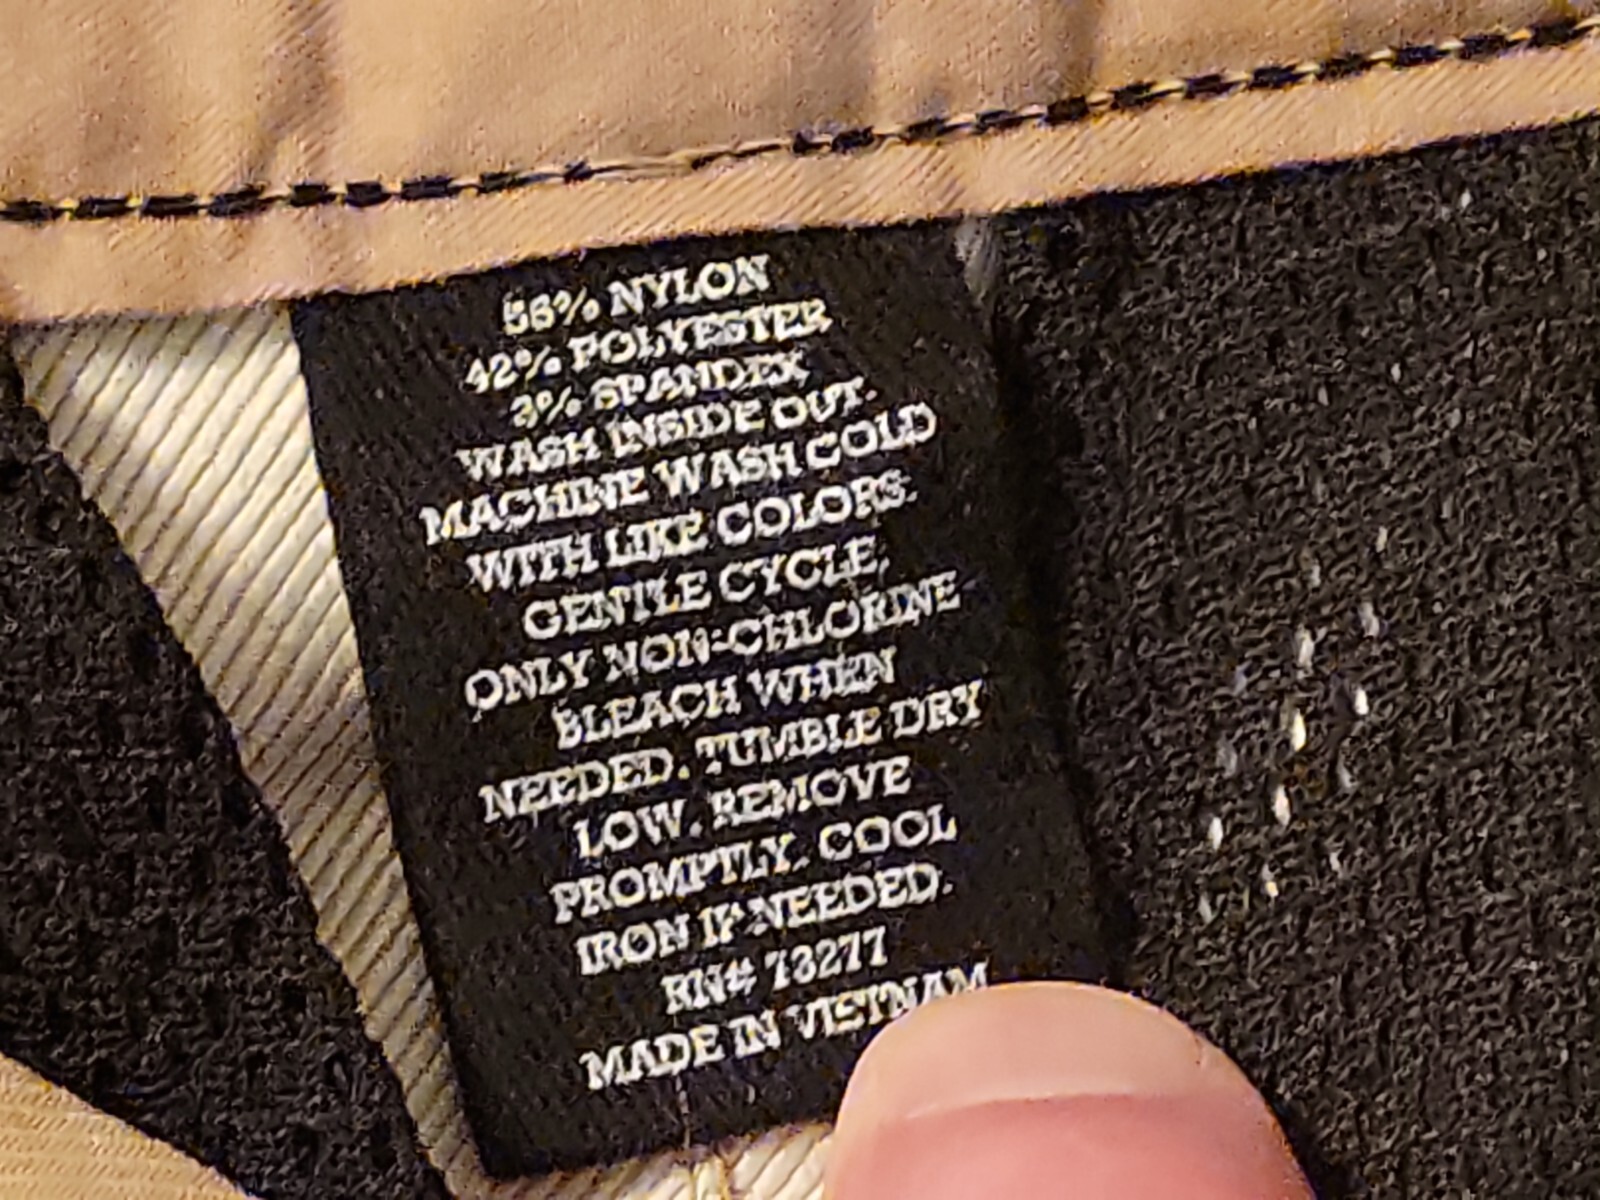 55% NYLON
42% POLYESTER
3% SPANDEX
WASH INSIDE OUT.
MACHINE WASH COLD
WITH LIKE COLORS.
GENTLE CYCLE.
ONLY NON-CHLORINE
BLEACH WHEN
NEEDED. TUMBLE DRY
LOW. REMOVE
PROMPTLY. COOL
IRON IF NEEDED.
RN# 73277
MADE IN VIETNAM